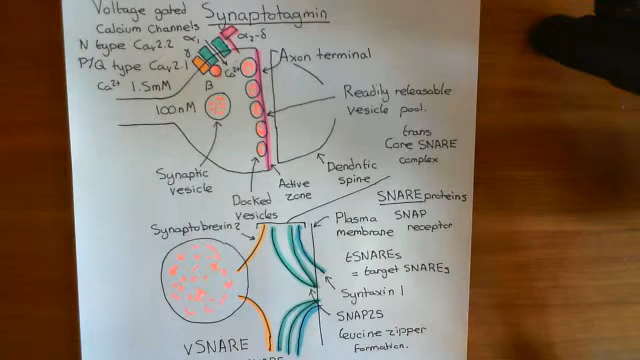 Voltage gated
Calcium Channels
Synaptotagmin
N type Cav2.2
P/Q type Cav2.1
α1
α2-δ
γ
β
Ca²⁺
Ca²⁺ 1.5mM
100nM
Axon terminal
Readily releasable
vesicle pool.
trans
Core SNARE
complex
Synaptic
vesicle
Docked
vesicles
Active
zone
Dendritic
spine
SNARE proteins
SNAP
receptor
Synaptobrevin2
Plasma
membrane
tSNAREs
= target SNAREs
Syntaxin 1
SNAP25
Leucine zipper
formation.
vSNARE